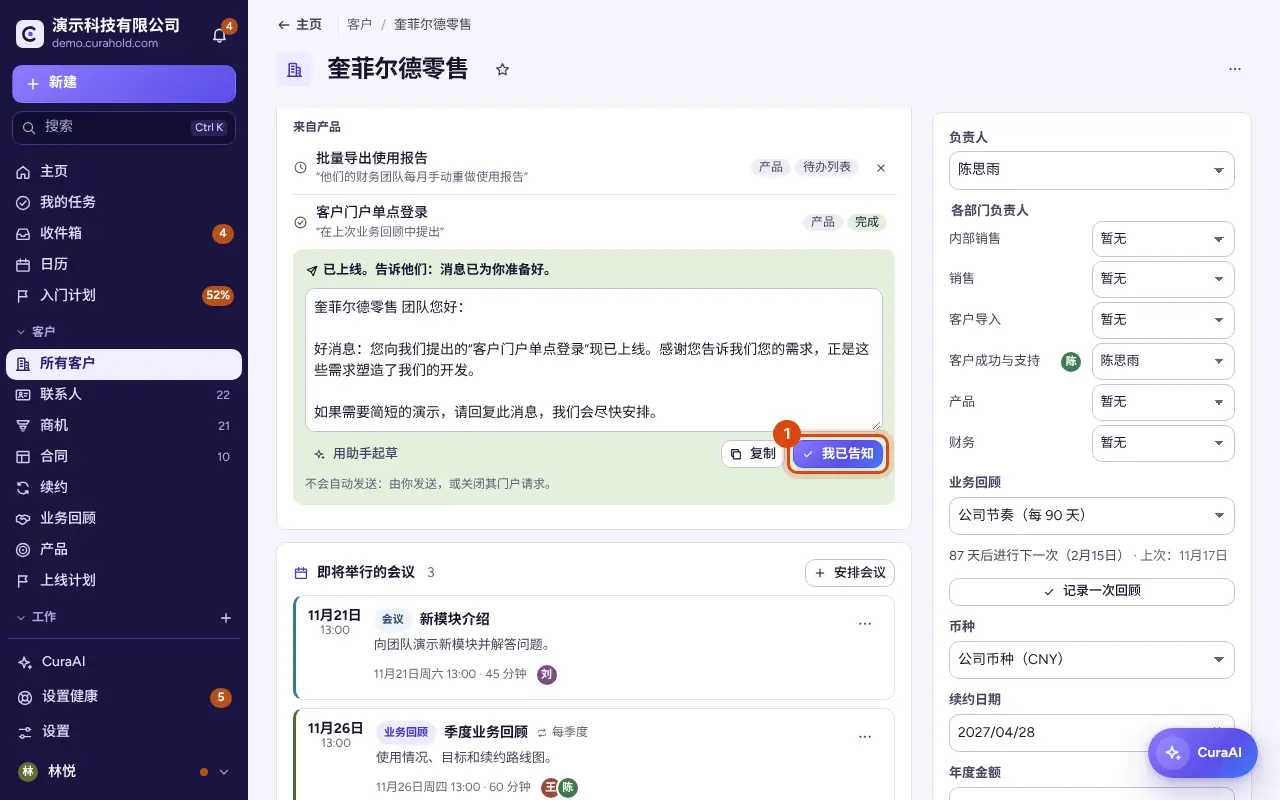 演示科技有限公司
demo.curahold.com
4
新建
搜索
Ctrl K
主页
我的任务
收件箱
4
日历
入门计划
52%
客户
所有客户
联系人
22
商机
21
合同
10
续约
业务回顾
产品
上线计划
工作
CuraAI
设置健康
5
设置
林
林悦
主页
客户 / 奎菲尔德零售
奎菲尔德零售
来自产品
批量导出使用报告
“他们的财务团队每月手动重做使用报告”
产品
待办列表
客户门户单点登录
“在上次业务回顾中提出”
产品
完成
已上线。告诉他们：消息已为你准备好。
奎菲尔德零售 团队您好：
好消息：您向我们提出的“客户门户单点登录”现已上线。感谢您告诉我们您的需求，正是这
些需求塑造了我们的开发。
如果需要简短的演示，请回复此消息，我们会尽快安排。
用助手起草
复制
1
我已告知
不会自动发送：由你发送，或关闭其门户请求。
即将举行的会议 3
安排会议
11月21日
13:00
会议
新模块介绍
向团队演示新模块并解答问题。
11月21日周六 13:00 · 45 分钟
刘
11月26日
13:00
业务回顾
季度业务回顾
每季度
使用情况、目标和续约路线图。
11月26日周四 13:00 · 60 分钟
王
陈
负责人
陈思雨
各部门负责人
内部销售
暂无
销售
暂无
客户导入
暂无
客户成功与支持
陈
陈思雨
产品
暂无
财务
暂无
业务回顾
公司节奏（每 90 天）
87 天后进行下一次（2月15日） · 上次：11月17日
记录一次回顾
币种
公司币种（CNY）
续约日期
2027/04/28
年度金额
CuraAI